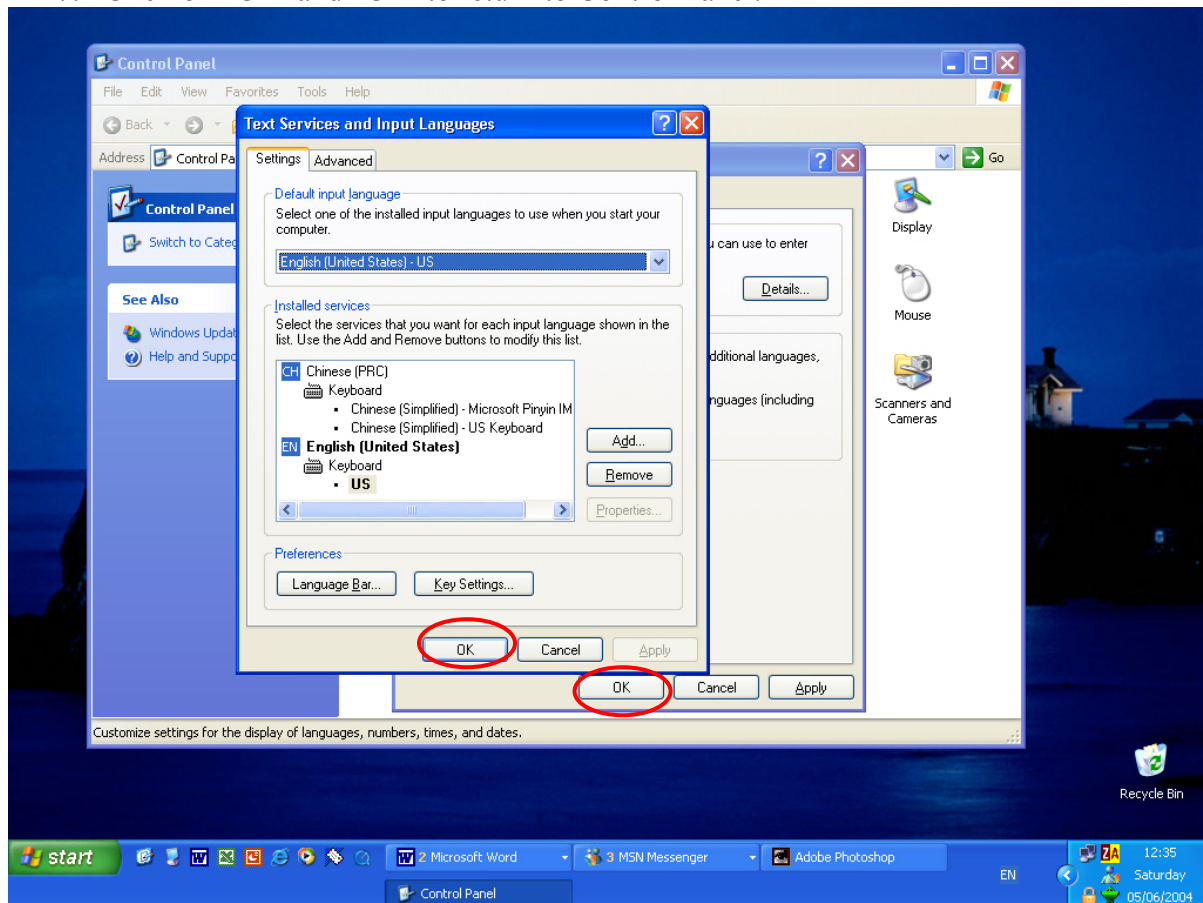 Control Panel
File Edit View Favorites Tools Help
Back
Address Control Pa
Go
Control Panel
Switch to Categ
See Also
Windows Updat
Help and Suppo
Text Services and Input Languages
Settings Advanced
Default input language
Select one of the installed input languages to use when you start your
computer.
English (United States) - US
Installed services
Select the services that you want for each input language shown in the
list. Use the Add and Remove buttons to modify this list.
CH Chinese (PRC)
Keyboard
• Chinese (Simplified) - Microsoft Pinyin IM
• Chinese (Simplified) - US Keyboard
EN English (United States)
Keyboard
• US
Add...
Remove
Properties...
Preferences
Language Bar... Key Settings...
OK Cancel Apply
u can use to enter
Details...
dditional languages,
nguages (including
OK Cancel Apply
Display
Mouse
Scanners and
Cameras
Customize settings for the display of languages, numbers, times, and dates.
Recycle Bin
start
2 Microsoft Word
3 MSN Messenger
Adobe Photoshop
Control Panel
EN
ZA
12:35
Saturday
05/06/2004